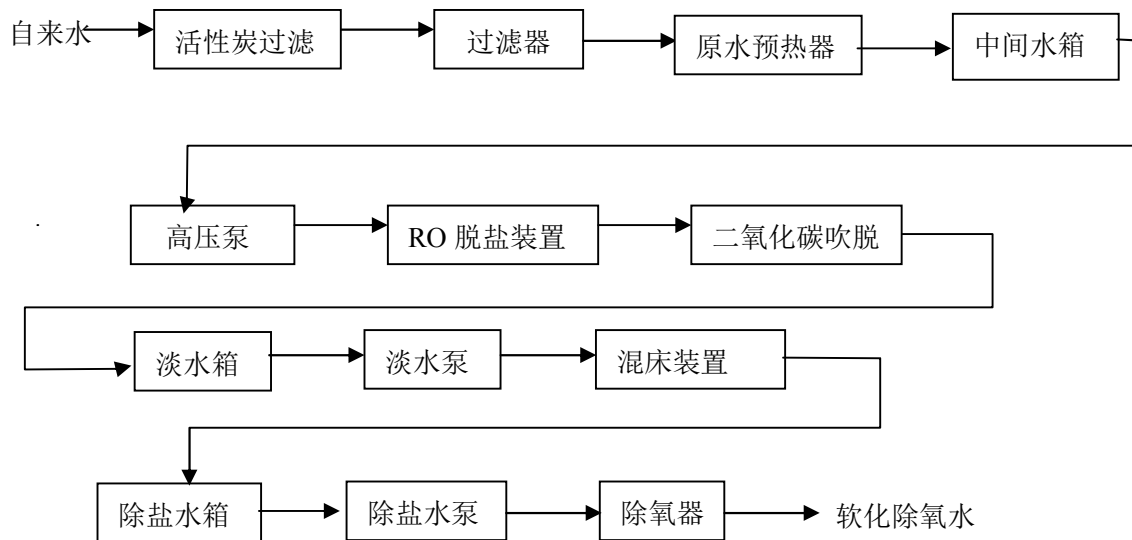 自来水 活性炭过滤 过滤器 原水预热器 中间水箱
高压泵 RO 脱盐装置 二氧化碳吹脱
淡水箱 淡水泵 混床装置
除盐水箱 除盐水泵 除氧器 软化除氧水